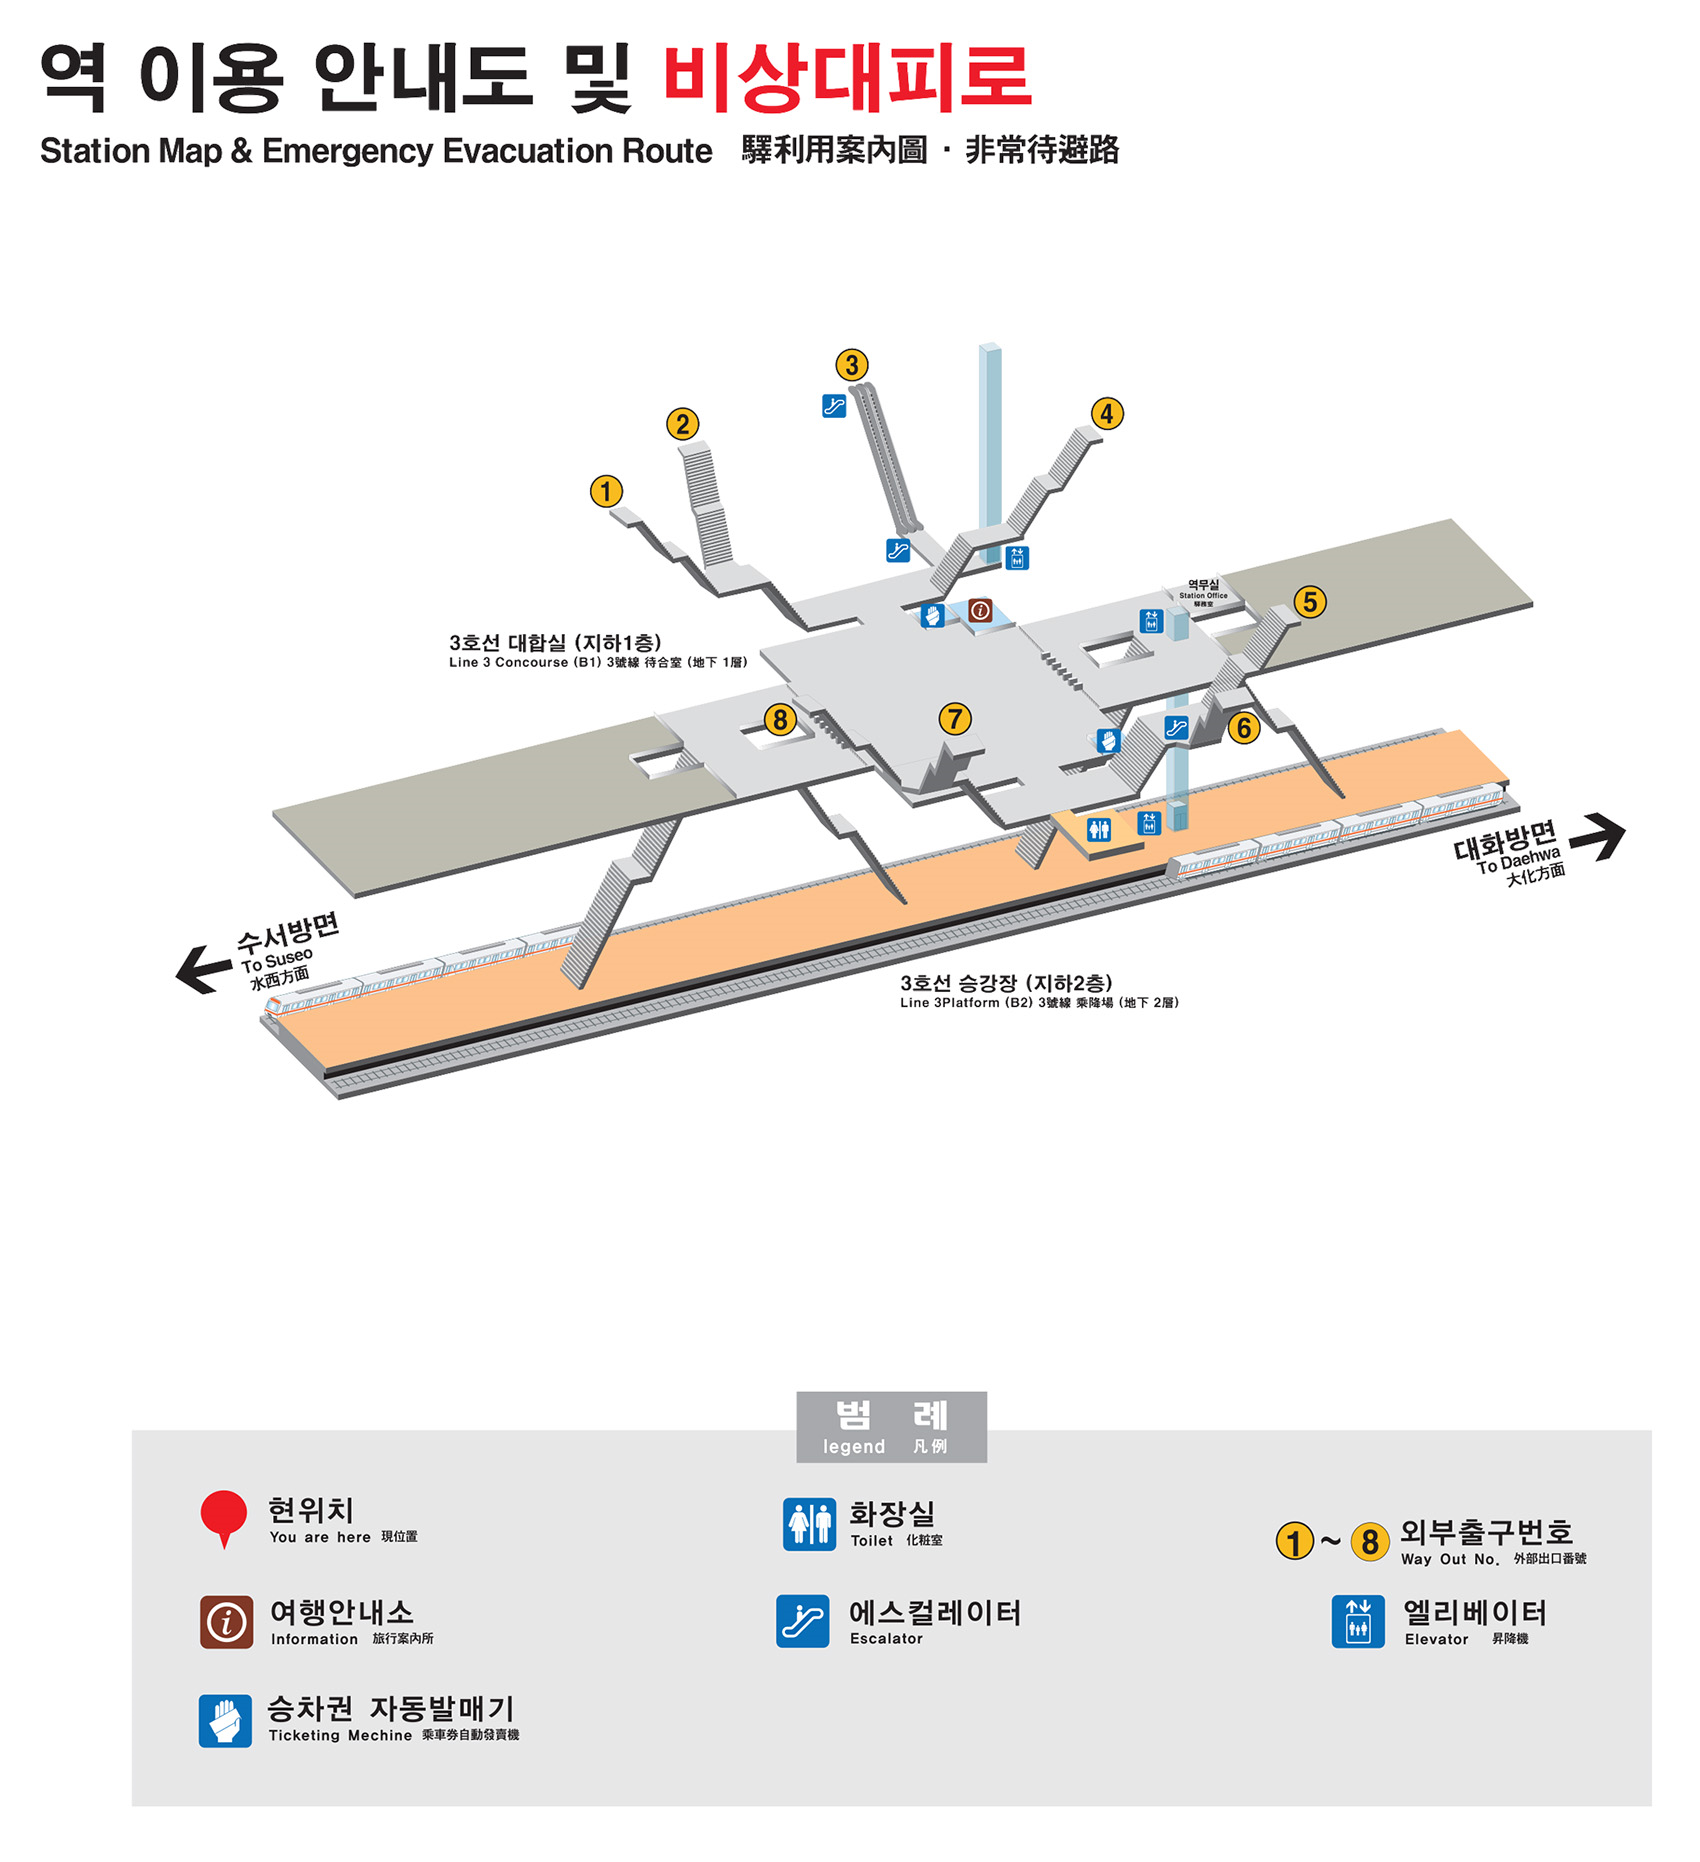 역 이용 안내도 및 비상대피로
Station Map & Emergency Evacuation Route 驛利用案內圖 · 非常待避路
3
4
2
1
역무실
Station Office
驛務室
5
3호선 대합실 (지하1층)
Line 3 Concourse (B1) 3號線 待合室 (地下 1層)
8
7
6
대화방면
To Daehwa
大化方面
수서방면
To Suseo
水西方面
3호선 승강장 (지하2층)
Line 3Platform (B2) 3號線 乘降場 (地下 2層)
범 례
legend 凡例
현위치
You are here 現位置
화장실
Toilet 化粧室
1 ~ 8 외부출구번호
Way Out No. 外部出口番號
여행안내소
Information 旅行案內所
에스컬레이터
Escalator
엘리베이터
Elevator 昇降機
승차권 자동발매기
Ticketing Mechine 乘車券自動發賣機